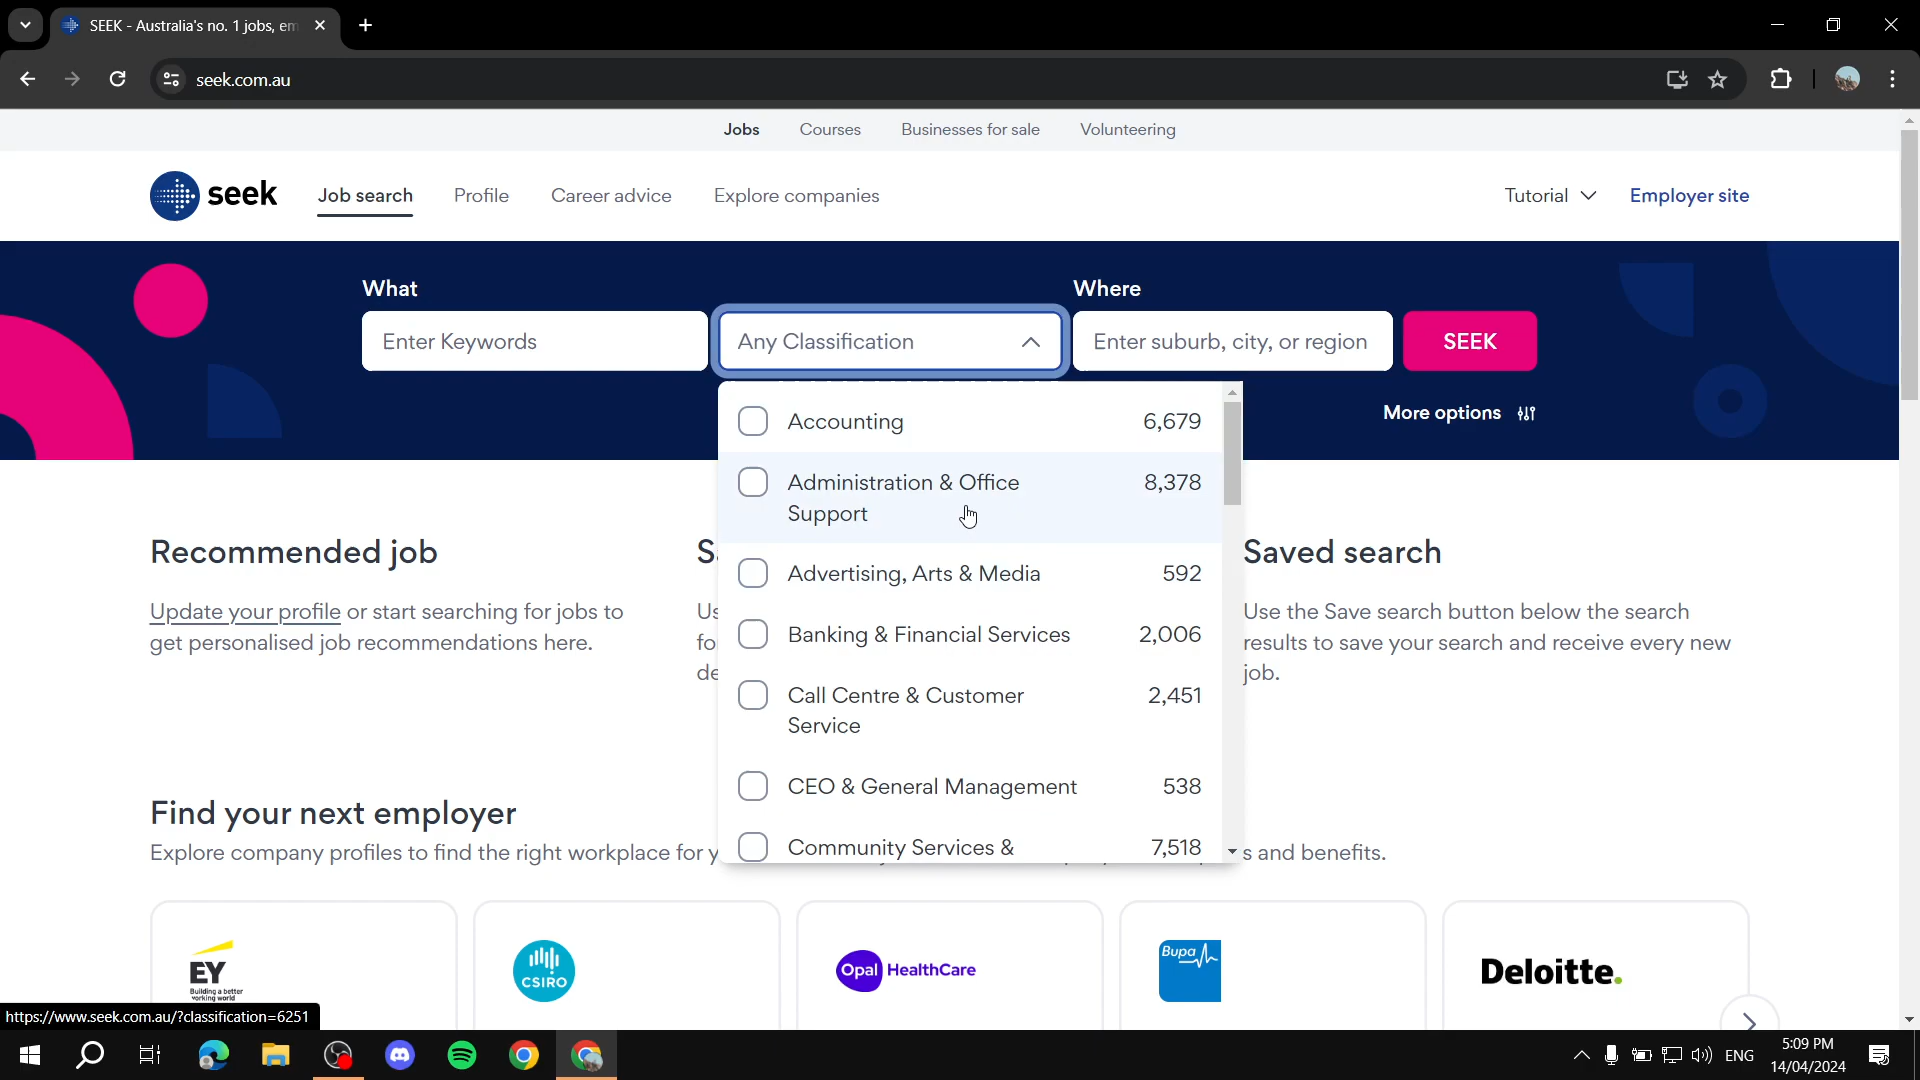 SEEK - Australia's no. 1 jobs, em
seek.com.au
Jobs
Courses
Businesses for sale
Volunteering
seek
Job search
Profile
Career advice
Explore companies
Tutorial
Employer site
What
Where
Enter Keywords
Any Classification
Enter suburb, city, or region
SEEK
More options
Accounting 6,679
Administration & Office 8,378
Support
Advertising, Arts & Media 592
Banking & Financial Services 2,006
Call Centre & Customer 2,451
Service
CEO & General Management 538
Community Services & 7,518
Recommended job
Update your profile or start searching for jobs to
get personalised job recommendations here.
Saved search
Use the Save search button below the search
results to save your search and receive every new
job.
Find your next employer
Explore company profiles to find the right workplace for
s and benefits.
EY
Building a better
working world
CSIRO
Opal HealthCare
Bupa
Deloitte.
https://www.seek.com.au/?classification=6251
ENG
5:09 PM
14/04/2024